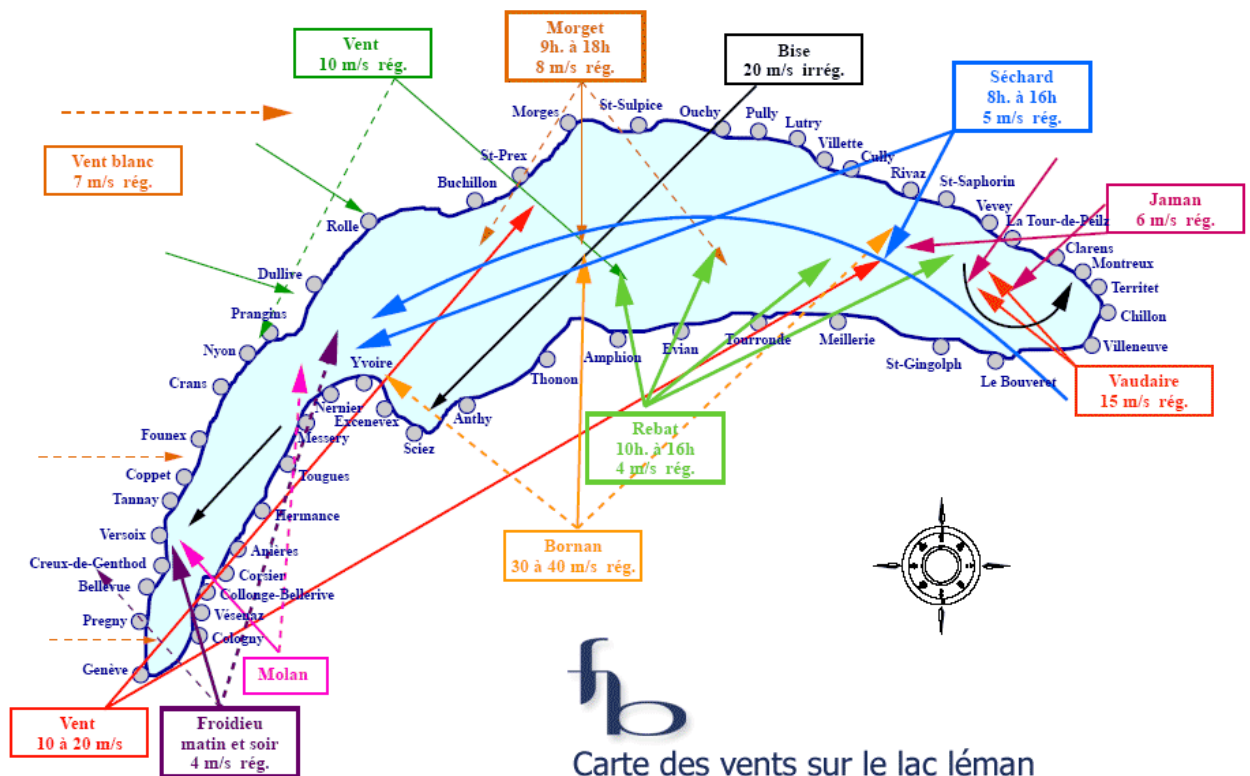 Vent
10 m/s rég.
Morget
9h. à 18h
8 m/s rég.
Bise
20 m/s irrég.
Séchard
8h. à 16h
5 m/s rég.
Vent blanc
7 m/s rég.
Jaman
6 m/s rég.
Morges
St-Sulpice
Ouchy
Pully
Lutry
Villette
Cully
Rivaz
St-Saphorin
Vevey
La Tour-de-Peilz
Clarens
Montreux
Territet
Chillon
Villeneuve
St-Prex
Buchillon
Rolle
Dullive
Prangins
Nyon
Crans
Founex
Coppet
Tannay
Versoix
Creux-de-Genthod
Bellevue
Pregny
Genève
Yvoire
Nernier
Excenevex
Messery
Sciez
Anthy
Thonon
Amphion
Evian
Tourronde
Meillerie
St-Gingolph
Le Bouveret
Tougues
Hermance
Anières
Corsier
Collonge-Bellerive
Vésenaz
Cologny
Vaudaire
15 m/s rég.
Rebat
10h. à 16h
4 m/s rég.
Bornan
30 à 40 m/s rég.
Molan
Vent
10 à 20 m/s
Froidieu
matin et soir
4 m/s rég.
fnb
Carte des vents sur le lac léman